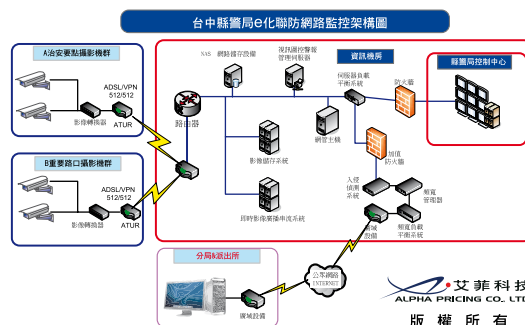 台中縣警局e化聯防網路監控架構圖
A治安要點攝影機群
ADSL/VPN
512/512
影像轉換器
ATUR
B重要路口攝影機群
ADSL/VPN
512/512
影像轉換器
ATUR
NAS 網路儲存設備
視訊監控警報
管理伺服器
資訊機房
伺服器負載
平衡系統
防火牆
縣警局控制中心
路由器
網管主機
影像儲存系統
加值
防火牆
入侵
偵測
系統
頻寬
管理器
即時影像廣播串流系統
廣域
設備
頻寬負載
平衡系統
分局&派出所
公眾網路
INTERNET
廣域設備
艾菲科技
ALPHA PRICING CO. LTD
版權所有